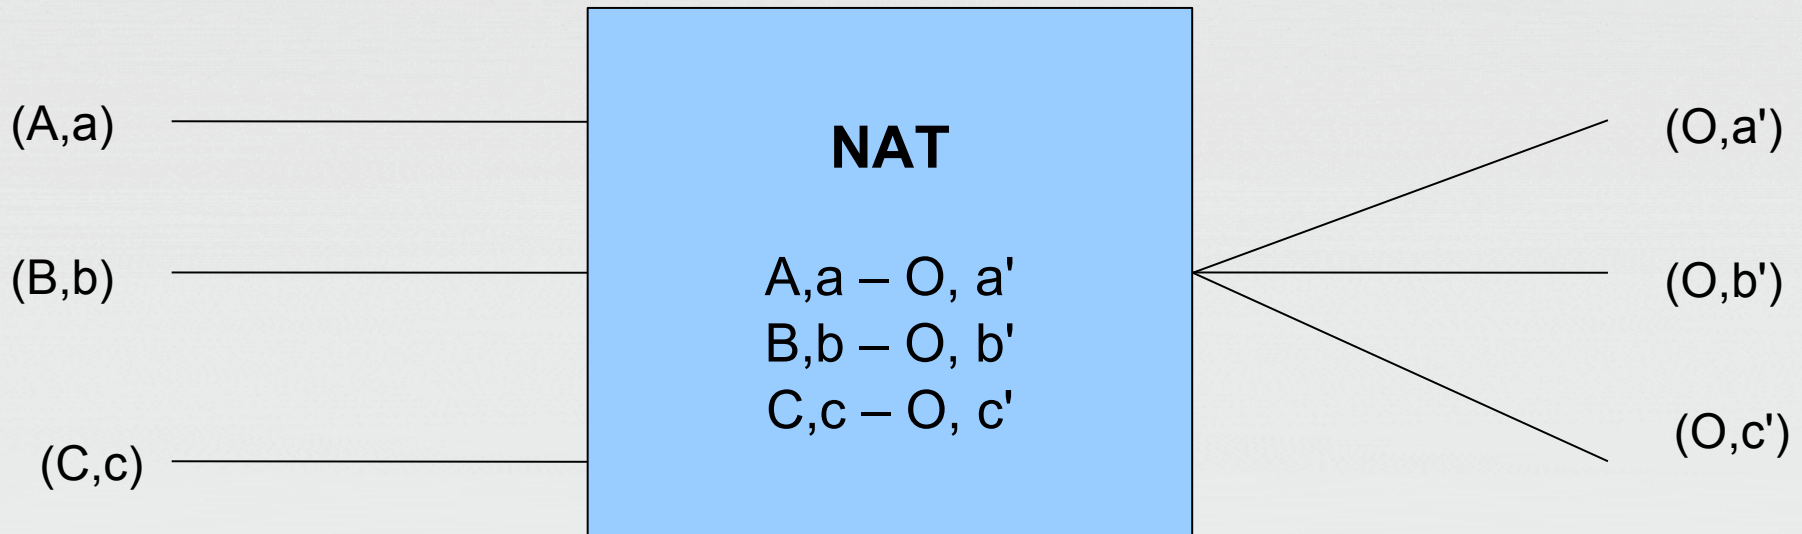 (A,a)
(B,b)
(C,c)
NAT
A,a – O, a'
B,b – O, b'
C,c – O, c'
(O,a')
(O,b')
(O,c')